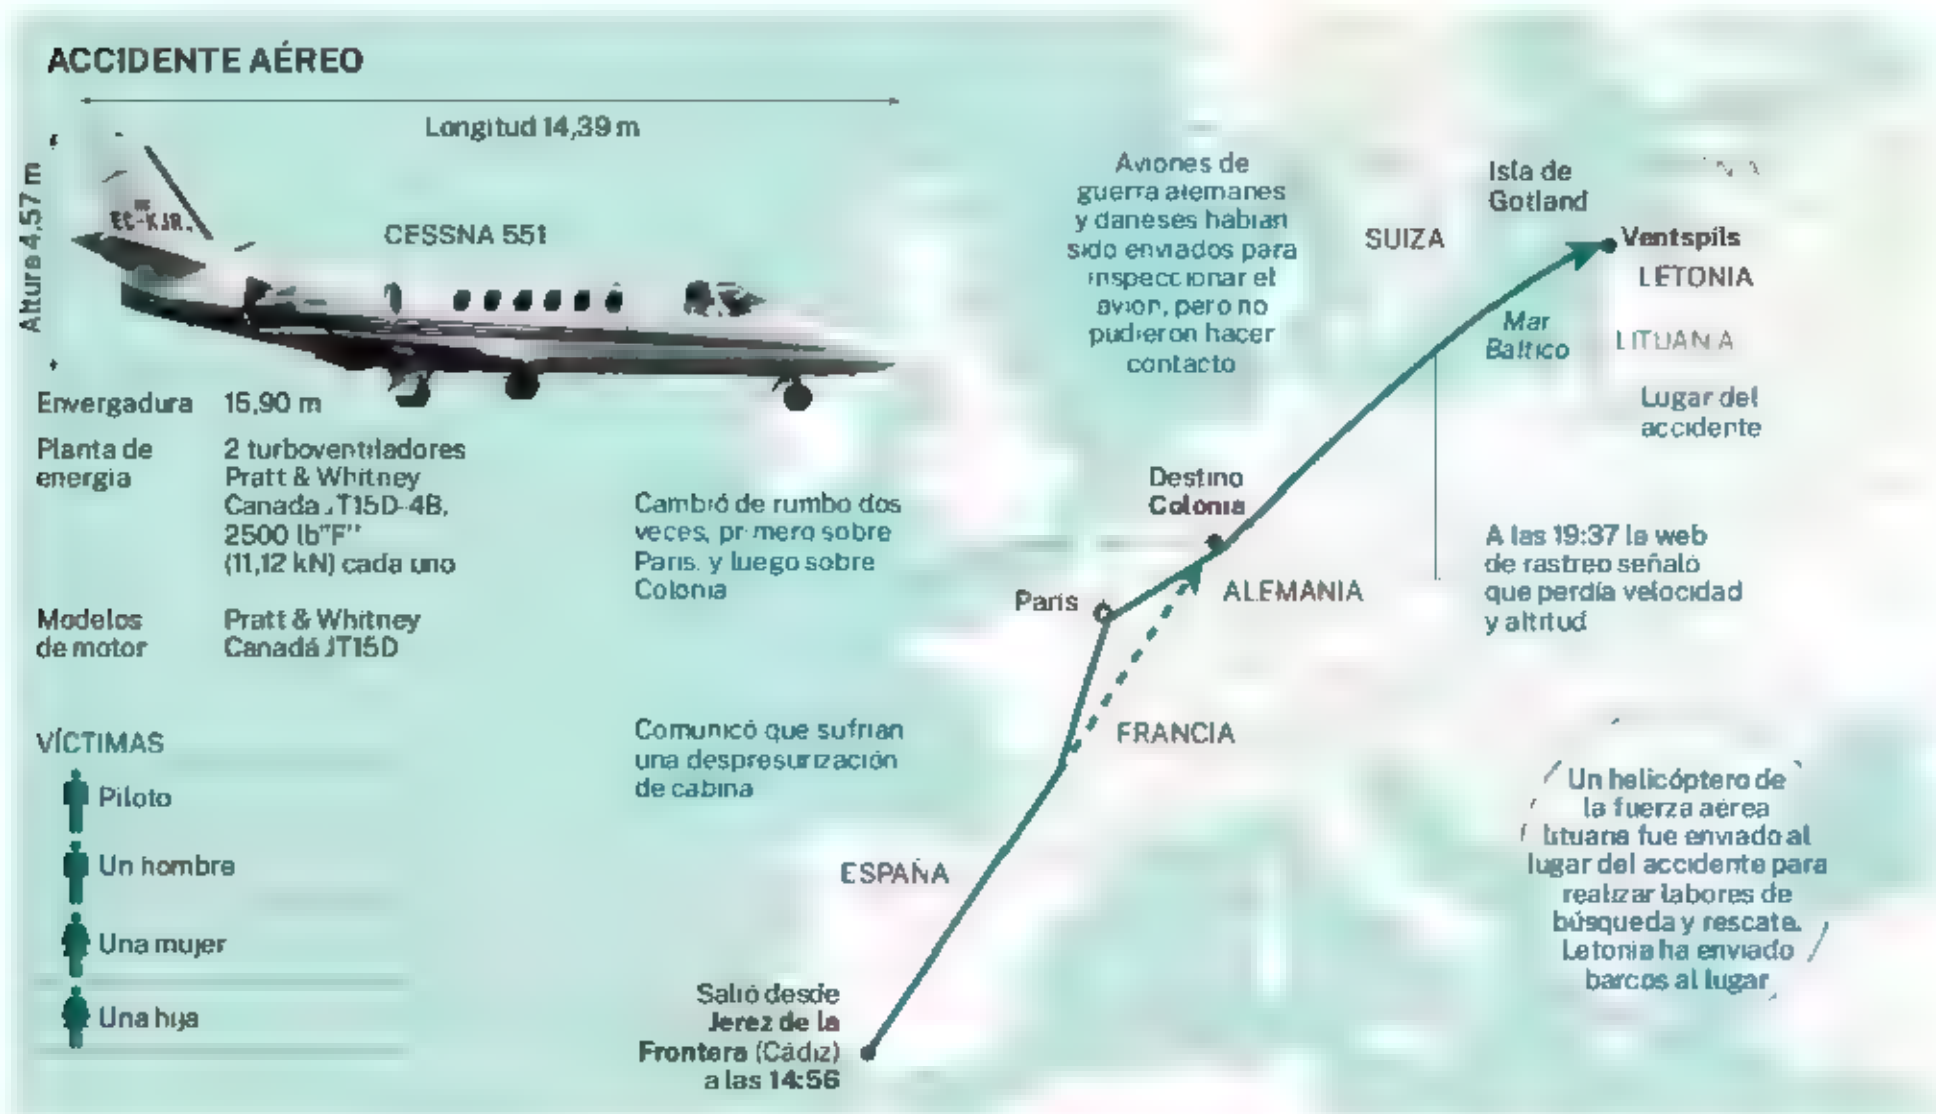 ACCIDENTE AÉREO
Longitud 14,39 m
Altura 4,57 m
EC-KJR.
CESSNA 551
Envergadura 15,90 m
Planta de
energía
2 turboventiladores
Pratt & Whitney
Canada JT15D-4B,
2500 lb"F"
(11,12 kN) cada uno
Modelos
de motor
Pratt & Whitney
Canadá JT15D
VÍCTIMAS
Piloto
Un hombre
Una mujer
Una hija
Cambió de rumbo dos
veces, primero sobre
París, y luego sobre
Colonia
Comunicó que sufrían
una despresurización
de cabina
Salió desde
Jerez de la
Frontera (Cádiz)
a las 14:56
ESPAÑA
FRANCIA
París
Destino
Colonia
ALEMANIA
Aviones de
guerra alemanes
y daneses habían
sido enviados para
inspeccionar el
avión, pero no
pudieron hacer
contacto
SUIZA
Isla de
Gotland
Ventspils
LETONIA
Mar
Baltico
LITUANIA
Lugar del
accidente
A las 19:37 la web
de rastreo señaló
que perdía velocidad
y altitud
Un helicóptero de
la fuerza aérea
lituana fue enviado al
lugar del accidente para
realizar labores de
búsqueda y rescate.
Letonia ha enviado
barcos al lugar